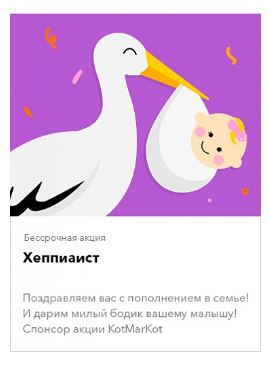 Бессрочная акция
Хеппиаист
Поздравляем вас с пополнением в семье!
И дарим милый бодик вашему малышу!
Спонсор акции KotMarKot